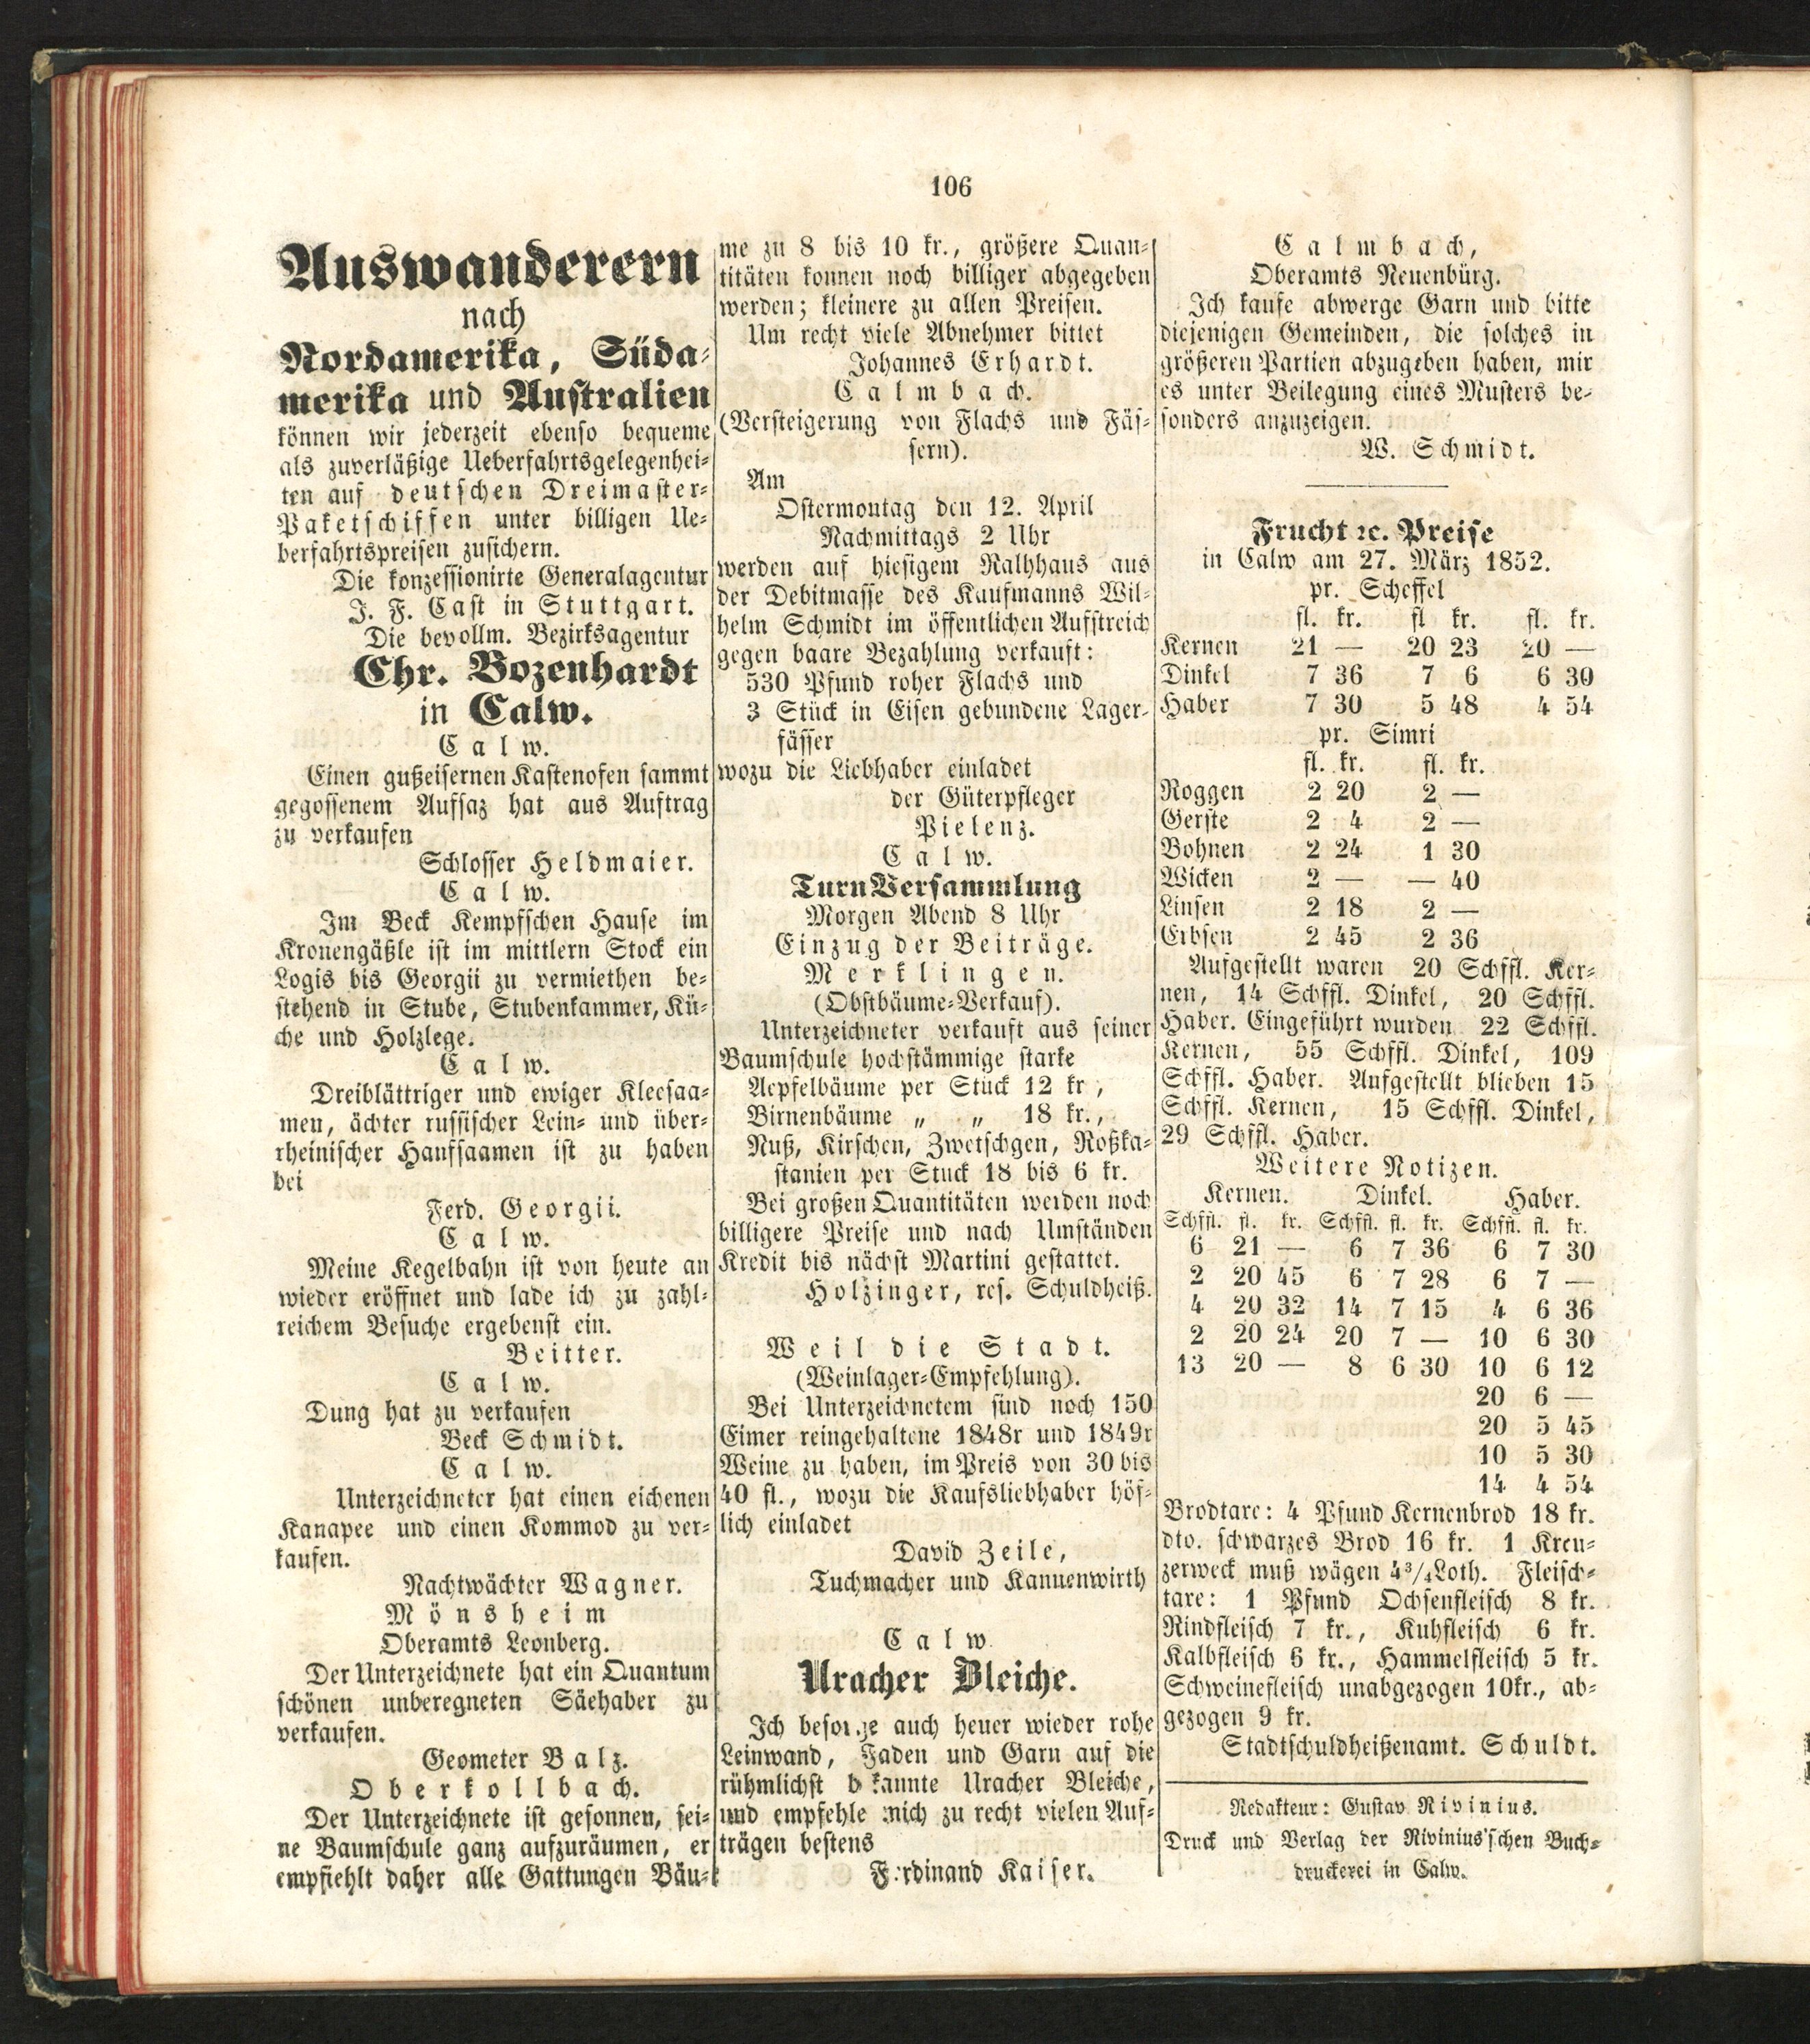 106
Auswanderern
nach
Nordamerika, Süda-
merika und Australien
können wir jederzeit ebenso bequeme
als zuverläßige Ueberfahrtsgelegenhei-
ten auf deutschen Dreimaster-
Paketschiffen unter billigen Ue-
berfahrtspreisen zusichern.
Die konzessionirte Generalagentur
J. F. Cast in Stuttgart.
Die bevollm. Bezirksagentur
Chr. Bozenhardt
in Calw.
Calw.
Einen gußeisernen Kastenofen sammt
gegossenem Aufsaz hat aus Auftrag
zu verkaufen
Schlosser Heldmaier.
Calw.
Im Beck Kempfschen Hause im
Kronengäßle ist im mittlern Stock ein
Logis bis Georgii zu vermiethen be-
stehend in Stube, Stubenkammer, Kü-
che und Holzlege.
Calw.
Dreiblättriger und ewiger Kleesaa-
men, ächter russischer Lein- und über-
rheinischer Hanfsaamen ist zu haben
bei
Ferd. Georgii.
Calw.
Meine Kegelbahn ist von heute an
wieder eröffnet und lade ich zu zahl-
reichem Besuche ergebenst ein.
Beitter.
Calw.
Dung hat zu verkaufen
Beck Schmidt.
Calw.
Unterzeichneter hat einen eichenen
Kanapee und einen Kommod zu ver-
kaufen.
Nachtwächter Wagner.
Mönsheim
Oberamts Leonberg.
Der Unterzeichnete hat ein Quantum
schönen unberegneten Säehaber zu
verkaufen.
Geometer Balz.
Oberkollbach.
Der Unterzeichnete ist gesonnen, sei-
ne Baumschule ganz aufzuräumen, er
empfiehlt daher alle Gattungen Bäu-
me zu 8 bis 10 kr., größere Quan-
titäten konnen noch billiger abgegeben
werden; kleinere zu allen Preisen.
Um recht viele Abnehmer bittet
Johannes Erhardt.
Calmbach.
(Versteigerung von Flachs und Fäs-
sern).
Am
Ostermontag den 12. April
Nachmittags 2 Uhr
werden auf hiesigem Rathhaus aus
der Debitmasse des Kaufmanns Wil-
helm Schmidt im öffentlichen Aufstreich
gegen baare Bezahlung verkauft:
530 Pfund roher Flachs und
3 Stück in Eisen gebundene Lager-
fässer
wozu die Liebhaber einladet
der Güterpfleger
Pielenz.
Calw.
TurnVersammlung
Morgen Abend 8 Uhr
Einzug der Beiträge.
Merklingen.
(Obstbäume-Verkauf).
Unterzeichneter verkauft aus seiner
Baumschule hochstämmige starke
Aepfelbäume per Stück 12 kr,
Birnenbäume „ „ 18 kr.,
Nuß, Kirschen, Zwetschgen, Roßka-
stanien per Stuck 18 bis 6 kr.
Bei großen Quantitäten werden noch
billigere Preise und nach Umständen
Kredit bis nächst Martini gestattet.
Holzinger, res. Schuldheiß.
Weil die Stadt.
(Weinlager-Empfehlung).
Bei Unterzeichnetem sind noch 150
Eimer reingehaltene 1848r und 1849r
Weine zu haben, im Preis von 30 bis
40 fl., wozu die Kaufsliebhaber höf-
lich einladet
David Zeile,
Tuchmacher und Kannenwirth
Calw
Uracher Bleiche.
Ich besorge auch heuer wieder rohe
Leinwand, Faden und Garn auf die
rühmlichst b kannte Uracher Bleiche,
und empfehle mich zu recht vielen Auf-
trägen bestens
Ferdinand Kaiser.
Calmbach,
Oberamts Neuenbürg.
Ich kaufe abwerge Garn und bitte
diejenigen Gemeinden, die solches in
größeren Partien abzugeben haben, mir
es unter Beilegung eines Musters be-
sonders anzuzeigen.
W. Schmidt.
Frucht ꝛc. Preise
in Calw am 27. März 1852.
pr. Scheffel
fl. kr. fl kr. fl. kr.
Kernen 21 — 20 23 20 —
Dinkel 7 36 7 6 6 30
Haber 7 30 5 48 4 54
pr. Simri
fl. kr. fl. kr.
Roggen 2 20 2 —
Gerste 2 4 2 —
Bohnen 2 24 1 30
Wicken 2 — — 40
Linsen 2 18 2 —
Erbsen 2 45 2 36
Aufgestellt waren 20 Schffl. Ker-
nen, 14 Schffl. Dinkel, 20 Schffl.
Haber. Eingeführt wurden 22 Schffl.
Kernen, 55 Schffl. Dinkel, 109
Schffl. Haber. Aufgestellt blieben 15
Schffl. Kernen, 15 Schffl. Dinkel,
29 Schffl. Haber.
Weitere Notizen.
Kernen. Dinkel. Haber.
Schffl. fl. kr. Schffl. fl. kr. Schffl. fl. kr.
6 21 — 6 7 36 6 7 30
2 20 45 6 7 28 6 7 —
4 20 32 14 7 15 4 6 36
2 20 24 20 7 — 10 6 30
13 20 — 8 6 30 10 6 12
20 6 —
20 5 45
10 5 30
14 4 54
Brodtaxe: 4 Pfund Kernenbrod 18 kr.
dto. schwarzes Brod 16 kr. 1 Kreu-
zerweck muß wägen 4 3/4 Loth. Fleisch-
taxe: 1 Pfund Ochsenfleisch 8 kr.
Rindfleisch 7 kr., Kuhfleisch 6 kr.
Kalbfleisch 6 kr., Hammelfleisch 5 kr.
Schweinefleisch unabgezogen 10kr., ab-
gezogen 9 kr.
Stadtschuldheißenamt. Schuldt.
Redakteur: Gustav Rivinius.
Druck und Verlag der Rivinius'schen Buch-
druckerei in Calw.